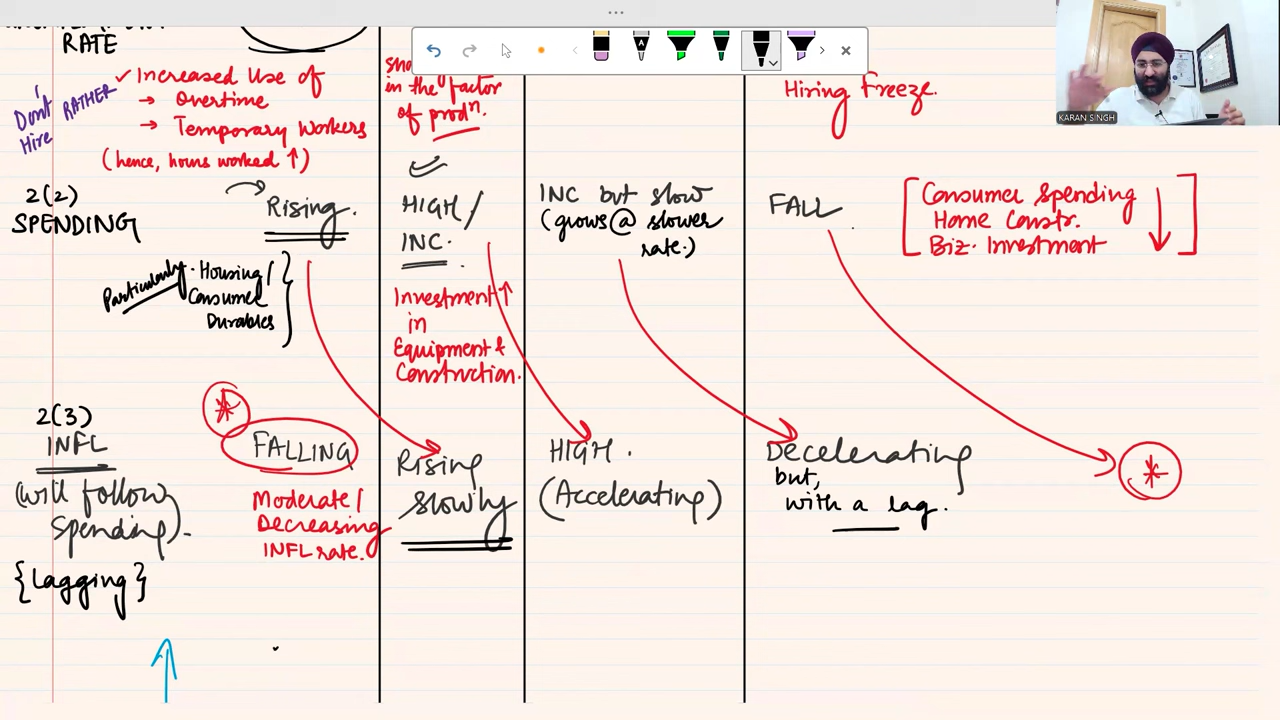 RATE
Don't
Hire
RATHER
✓ Increased Use of
→ Overtime
→ Temporary Workers
(hence, hours worked ↑)
in the factor
of prodⁿ.
Hiring Freeze.
KARAN SINGH
2(2)
SPENDING
Rising.
HIGH/
INC.
INC but slow
(grows @ slower
rate.)
FALL
Consumer Spending
Home Constr.
Biz. Investment
Particularly
· Housing/
Consumer
Durables
Investment ↑
in
Equipment &
Construction.
2(3)
INFL
(will follow
Spending).
{Lagging}
FALLING
Moderate/
Decreasing
INFL rate.
Rising
slowly
HIGH.
(Accelerating)
Decelerating
but,
with a lag.